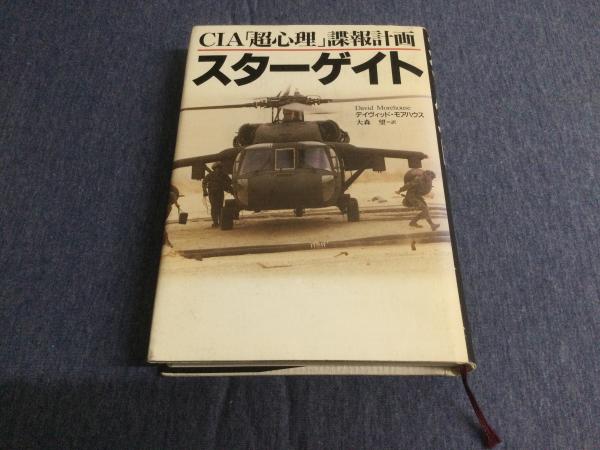 CIA「超心理」諜報計画
スターゲイト
David Morehouse
デイヴィッド・モアハウス
大森 望=訳